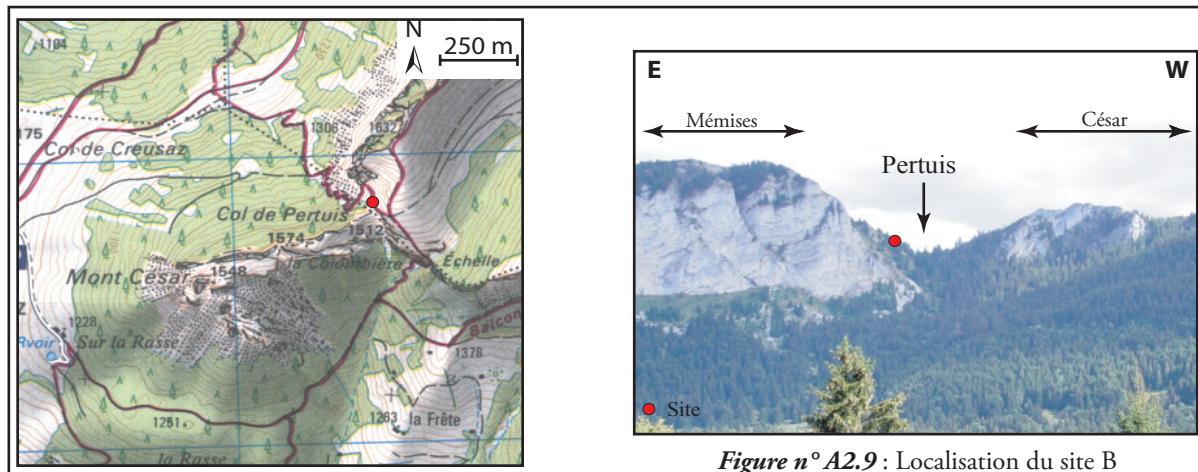 N
250 m
1104
1306
1632
175
Col de Creusaz
Col de Pertuis
1512
1574
la Colombière
Échelle
Mont César
1548
1228
Sur la Rasse
Balcon
1378
la Frête
1263
1251
la Rasse
E
W
Mémises
César
Pertuis
Site
Figure n° A2.9 : Localisation du site B